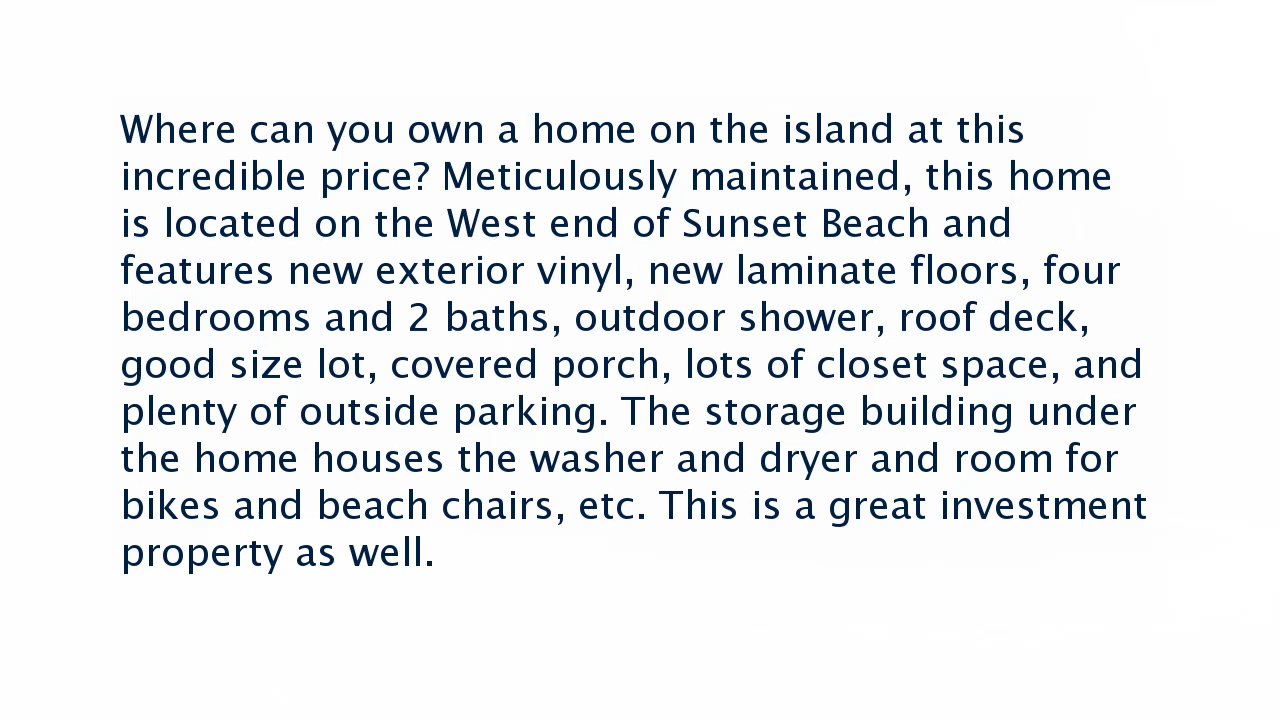 Where can you own a home on the island at this
incredible price? Meticulously maintained, this home
is located on the West end of Sunset Beach and
features new exterior vinyl, new laminate floors, four
bedrooms and 2 baths, outdoor shower, roof deck,
good size lot, covered porch, lots of closet space, and
plenty of outside parking. The storage building under
the home houses the washer and dryer and room for
bikes and beach chairs, etc. This is a great investment
property as well.